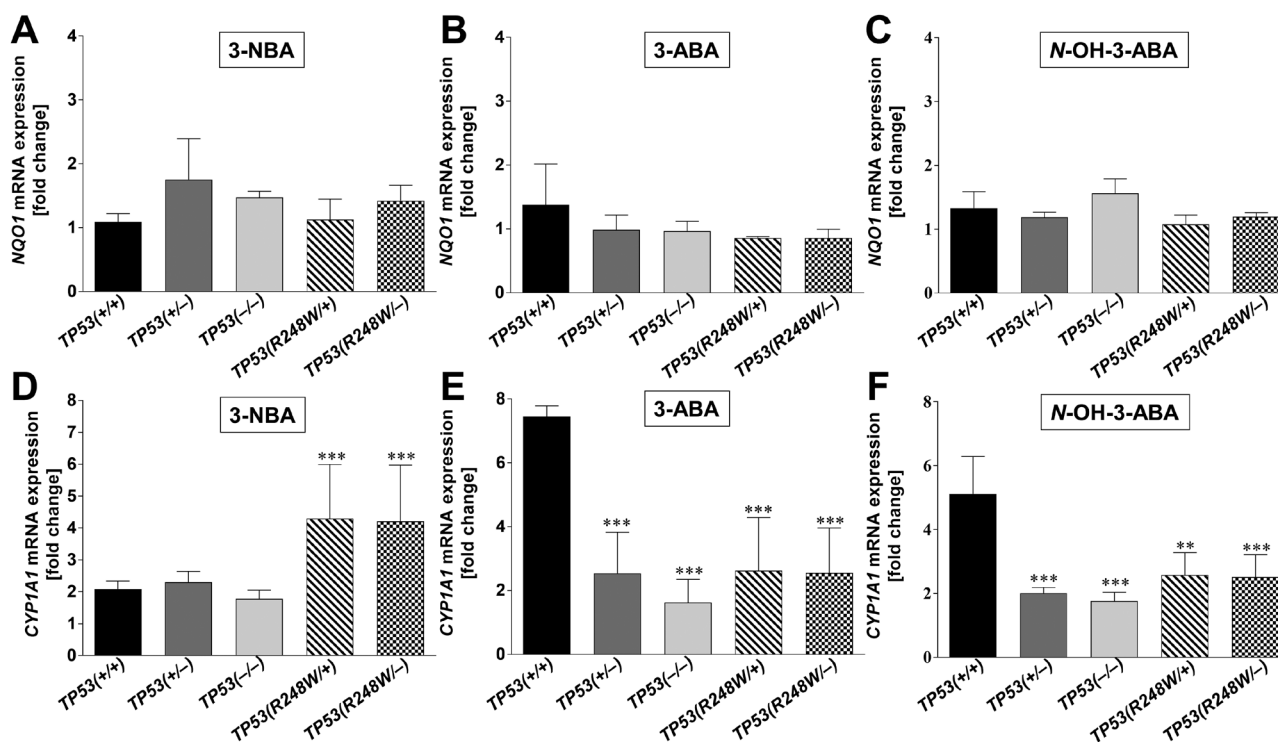 A
3-NBA
NQO1 mRNA expression
[fold change]
4
3
2
1
0
TP53(+/+)
TP53(+/–)
TP53(–/–)
TP53(R248W/+)
TP53(R248W/–)
B
3-ABA
NQO1 mRNA expression
[fold change]
4
3
2
1
0
TP53(+/+)
TP53(+/–)
TP53(–/–)
TP53(R248W/+)
TP53(R248W/–)
C
N-OH-3-ABA
NQO1 mRNA expression
[fold change]
4
3
2
1
0
TP53(+/+)
TP53(+/–)
TP53(–/–)
TP53(R248W/+)
TP53(R248W/–)
D
3-NBA
CYP1A1 mRNA expression
[fold change]
8
7
6
5
4
3
2
1
0
*** ***
TP53(+/+)
TP53(+/–)
TP53(–/–)
TP53(R248W/+)
TP53(R248W/–)
E
3-ABA
CYP1A1 mRNA expression
[fold change]
8
6
4
2
0
*** *** *** ***
TP53(+/+)
TP53(+/–)
TP53(–/–)
TP53(R248W/+)
TP53(R248W/–)
F
N-OH-3-ABA
CYP1A1 mRNA expression
[fold change]
8
6
4
2
0
*** *** ** ***
TP53(+/+)
TP53(+/–)
TP53(–/–)
TP53(R248W/+)
TP53(R248W/–)